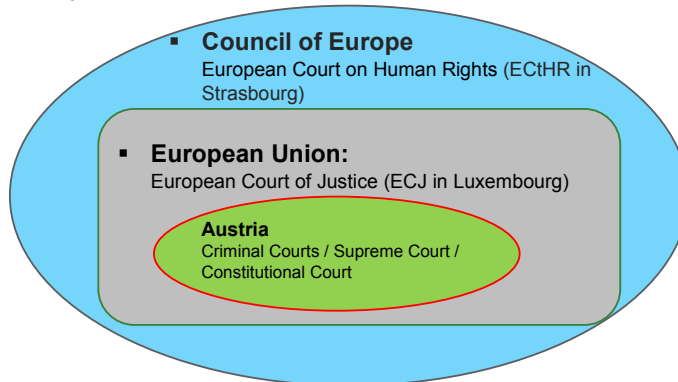 ▪ Council of Europe
European Court on Human Rights (ECtHR in
Strasbourg)
▪ European Union:
European Court of Justice (ECJ in Luxembourg)
Austria
Criminal Courts / Supreme Court /
Constitutional Court